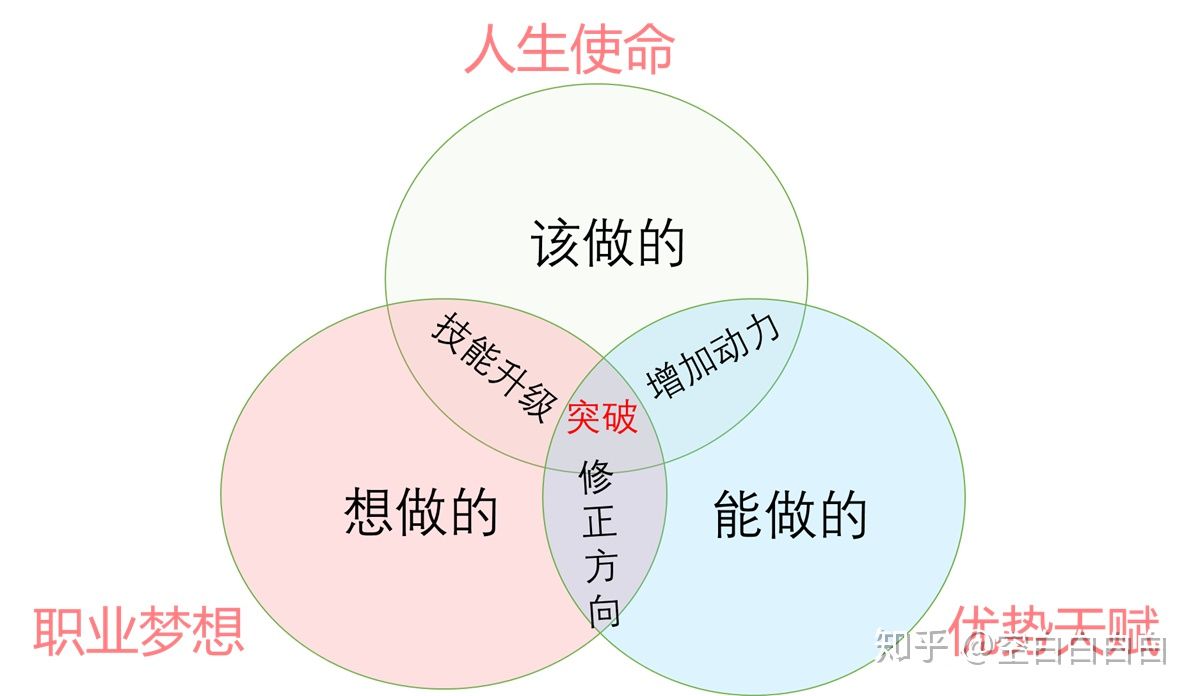 人生使命
该做的
技能升级
增加动力
突破
修正方向
想做的
能做的
职业梦想
优势天赋
知乎 @空白白白白